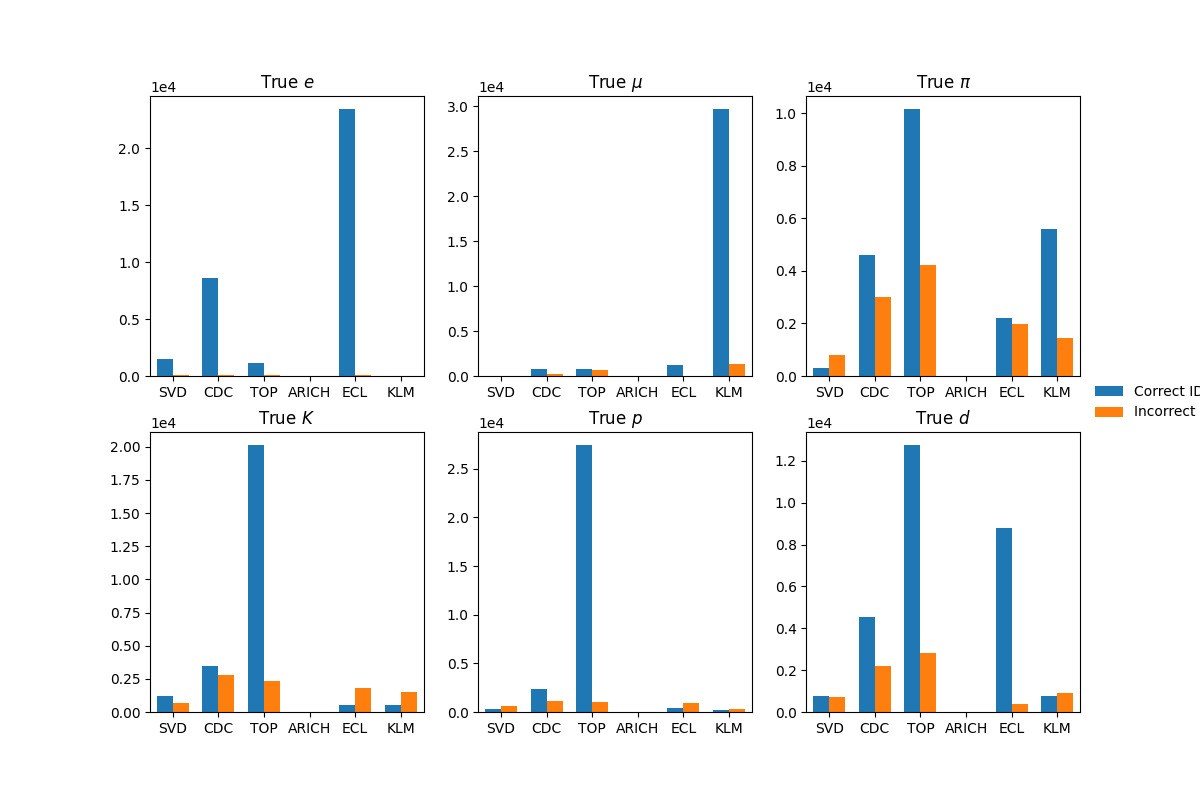 True e
1e4
2.0
1.5
1.0
0.5
0.0
SVD CDC TOP ARICH ECL KLM
True μ
1e4
3.0
2.5
2.0
1.5
1.0
0.5
0.0
SVD CDC TOP ARICH ECL KLM
True π
1e4
1.0
0.8
0.6
0.4
0.2
0.0
SVD CDC TOP ARICH ECL KLM
Correct ID
Incorrect
True K
1e4
2.00
1.75
1.50
1.25
1.00
0.75
0.50
0.25
0.00
SVD CDC TOP ARICH ECL KLM
True p
1e4
2.5
2.0
1.5
1.0
0.5
0.0
SVD CDC TOP ARICH ECL KLM
True d
1e4
1.2
1.0
0.8
0.6
0.4
0.2
0.0
SVD CDC TOP ARICH ECL KLM